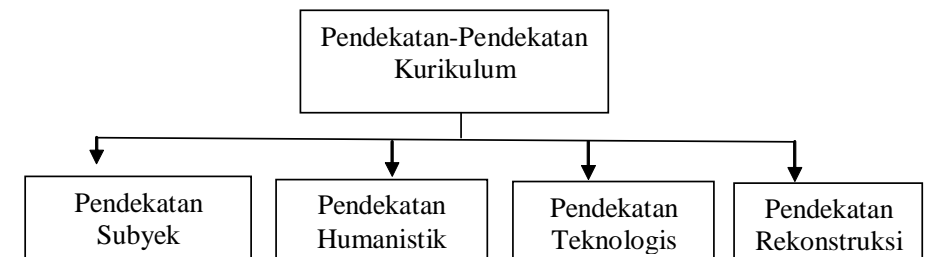 Pendekatan-Pendekatan
Kurikulum
Pendekatan
Subyek
Pendekatan
Humanistik
Pendekatan
Teknologis
Pendekatan
Rekonstruksi